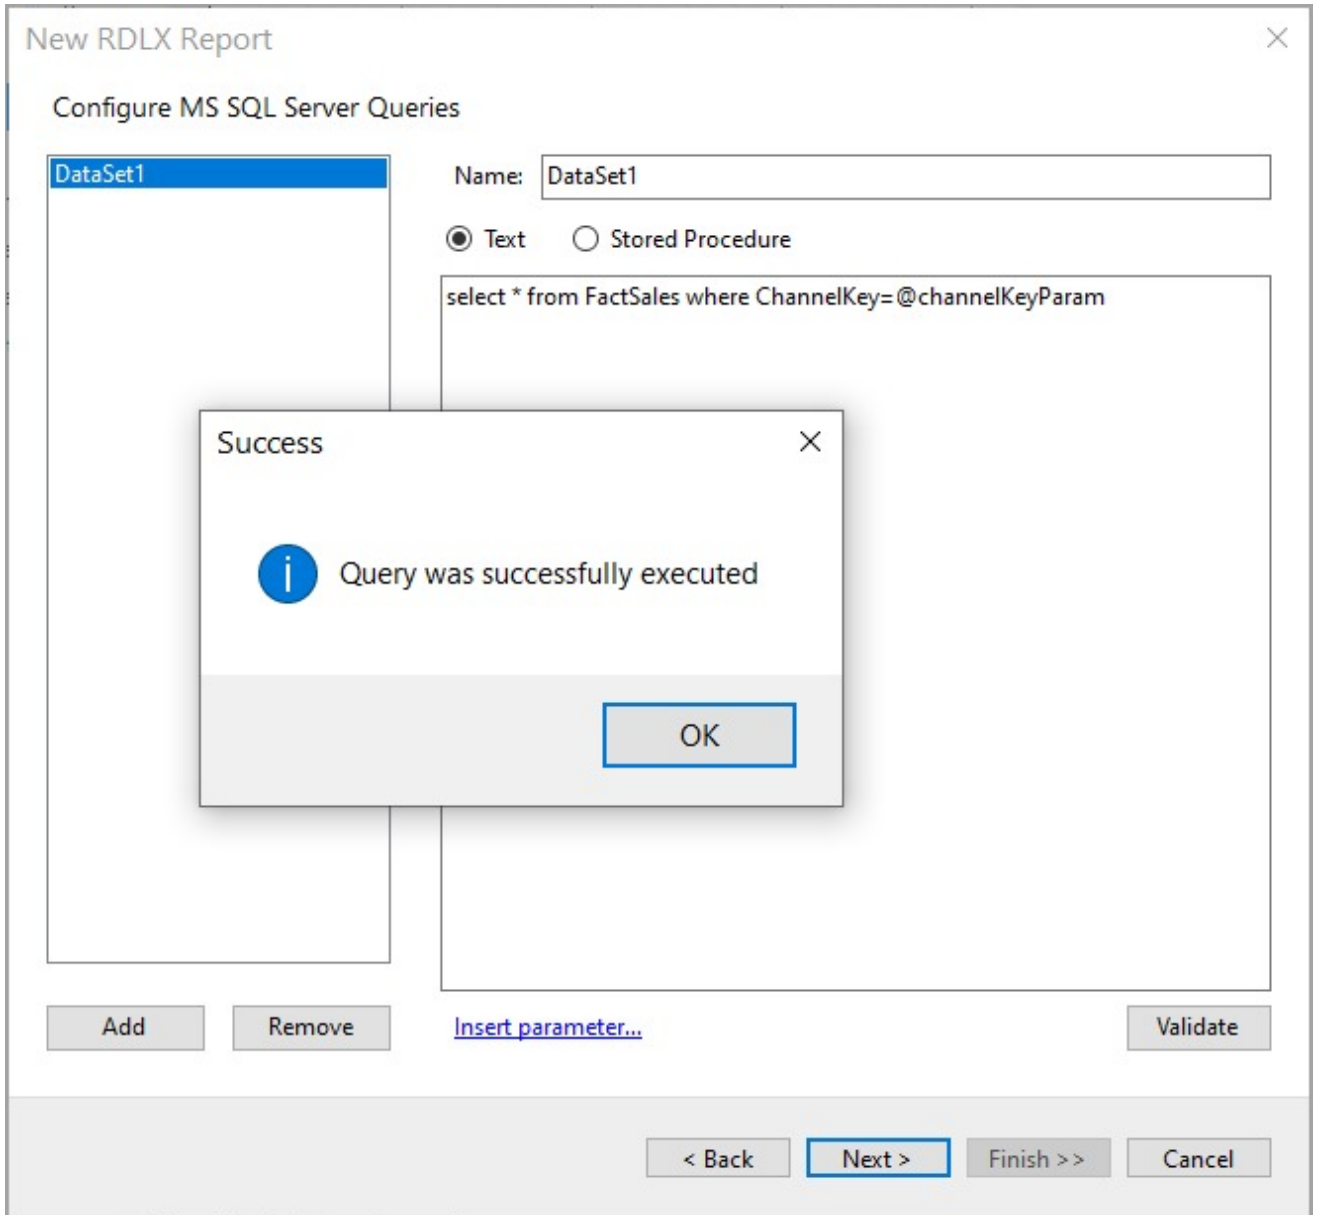 New RDLX Report
Configure MS SQL Server Queries
DataSet1
Name: DataSet1
Text Stored Procedure
select * from FactSales where ChannelKey=@channelKeyParam
Success
Query was successfully executed
OK
Add Remove Insert parameter... Validate
< Back Next > Finish >> Cancel